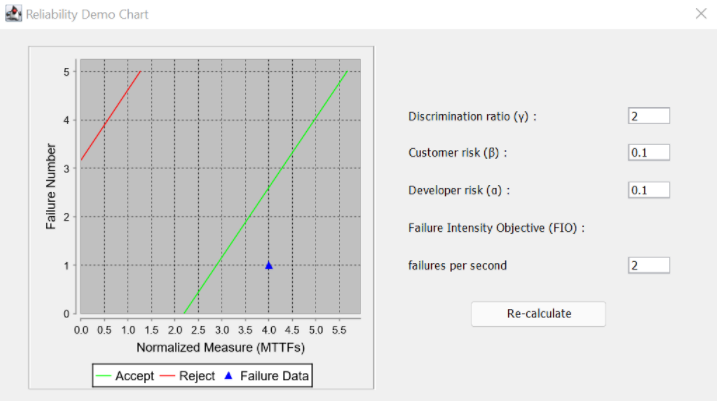 Reliability Demo Chart
5
4
3
2
1
0
Failure Number
0.0 0.5 1.0 1.5 2.0 2.5 3.0 3.5 4.0 4.5 5.0 5.5
Normalized Measure (MTTFs)
Accept Reject Failure Data
Discrimination ratio (γ) : 2
Customer risk (β) : 0.1
Developer risk (α) : 0.1
Failure Intensity Objective (FIO) :
failures per second 2
Re-calculate